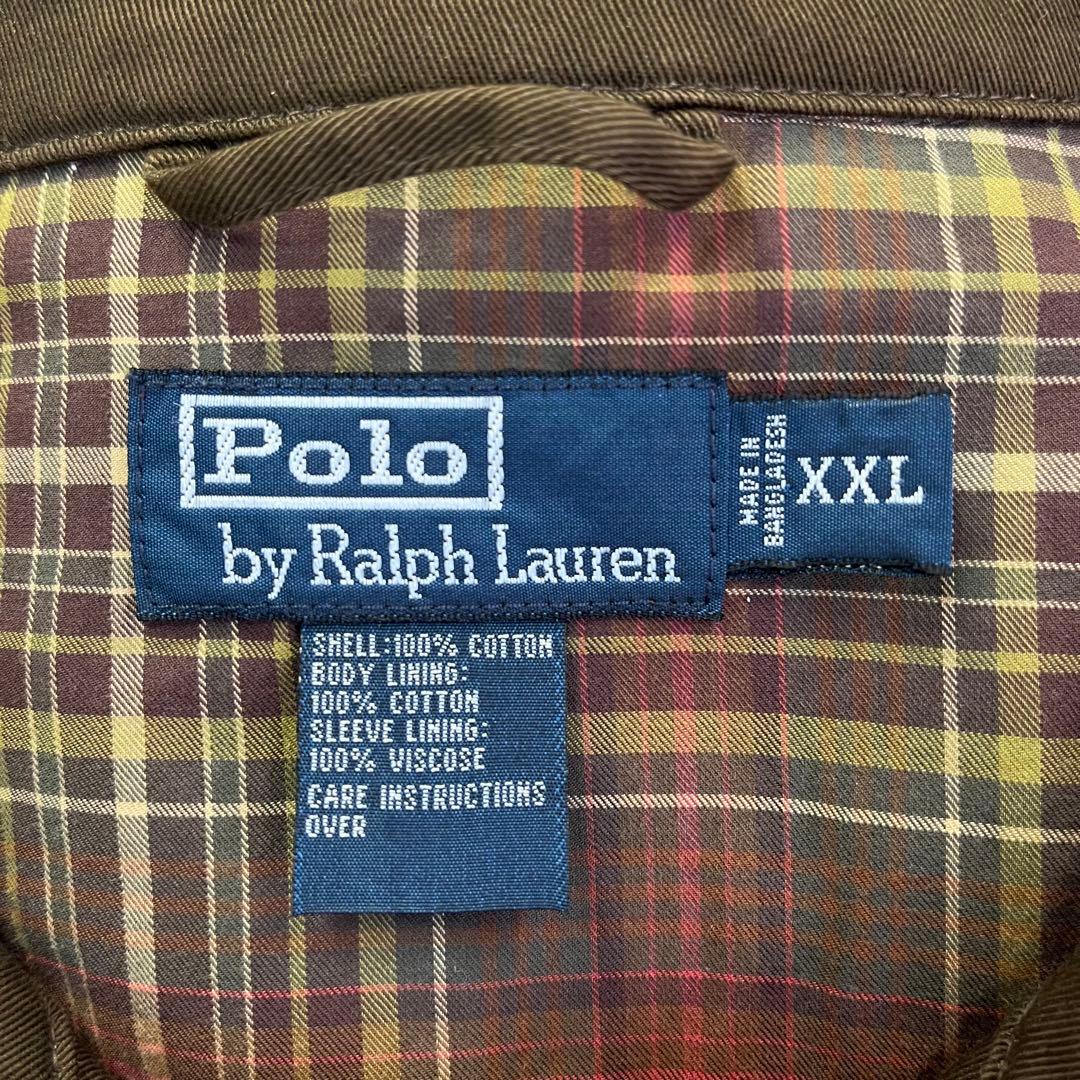 Polo
by Ralph Lauren
MADE IN
BANGLADESH
XXL
SHELL:100% COTTON
BODY LINING:
100% COTTON
SLEEVE LINING:
100% VISCOSE
CARE INSTRUCTIONS
OVER